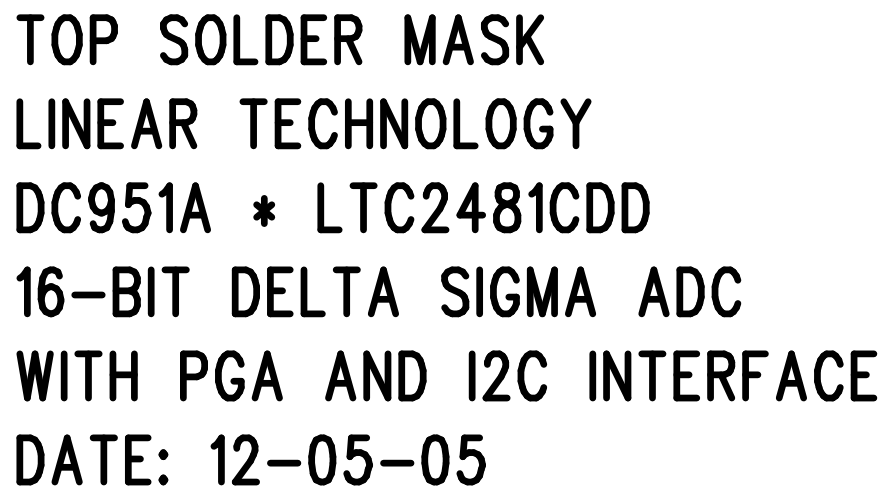 TOP SOLDER MASK
LINEAR TECHNOLOGY
DC951A * LTC2481CDD
16-BIT DELTA SIGMA ADC
WITH PGA AND I2C INTERFACE
DATE: 12-05-05